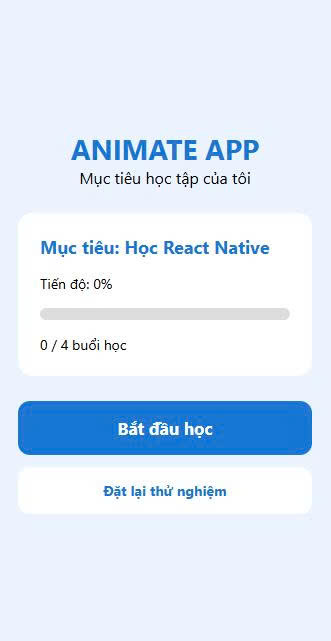 ANIMATE APP
Mục tiêu học tập của tôi
Mục tiêu: Học React Native
Tiến độ: 0%
0 / 4 buổi học
Bắt đầu học
Đặt lại thử nghiệm